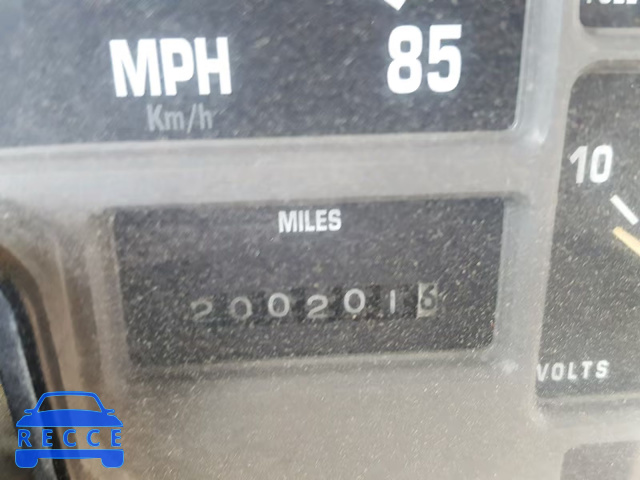 MPH 85
Km/h
10
MILES
2002016
VOLTS
RECCE